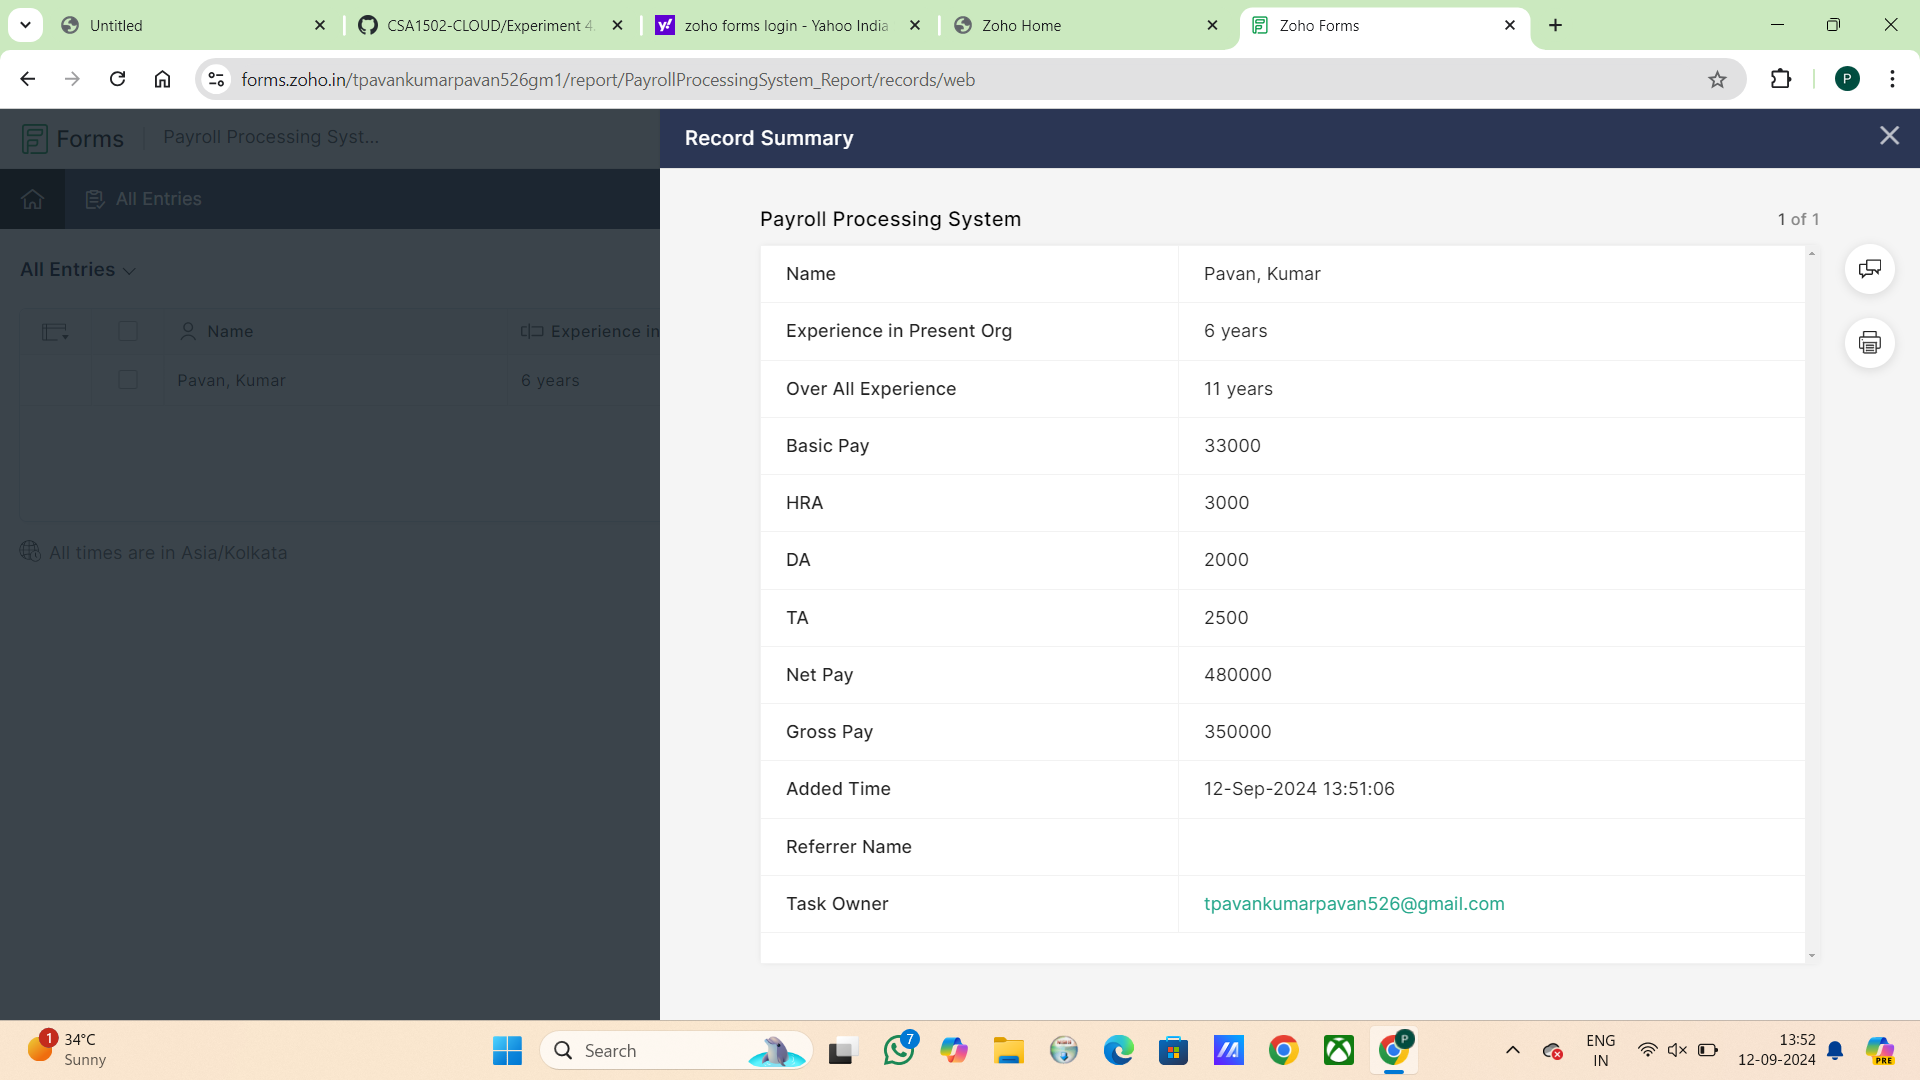 Untitled
CSA1502-CLOUD/Experiment 4.
zoho forms login - Yahoo India
Zoho Home
Zoho Forms
forms.zoho.in/tpavankumarpavan526gm1/report/PayrollProcessingSystem_Report/records/web
P
Forms
Payroll Processing Syst...
Record Summary
All Entries
Payroll Processing System
1 of 1
All Entries
Name
Experience in
Pavan, Kumar
6 years
All times are in Asia/Kolkata
Name Pavan, Kumar
Experience in Present Org 6 years
Over All Experience 11 years
Basic Pay 33000
HRA 3000
DA 2000
TA 2500
Net Pay 480000
Gross Pay 350000
Added Time 12-Sep-2024 13:51:06
Referrer Name
Task Owner tpavankumarpavan526@gmail.com
1
34°C
Sunny
Search
7
P
ENG
IN
13:52
12-09-2024
PRE